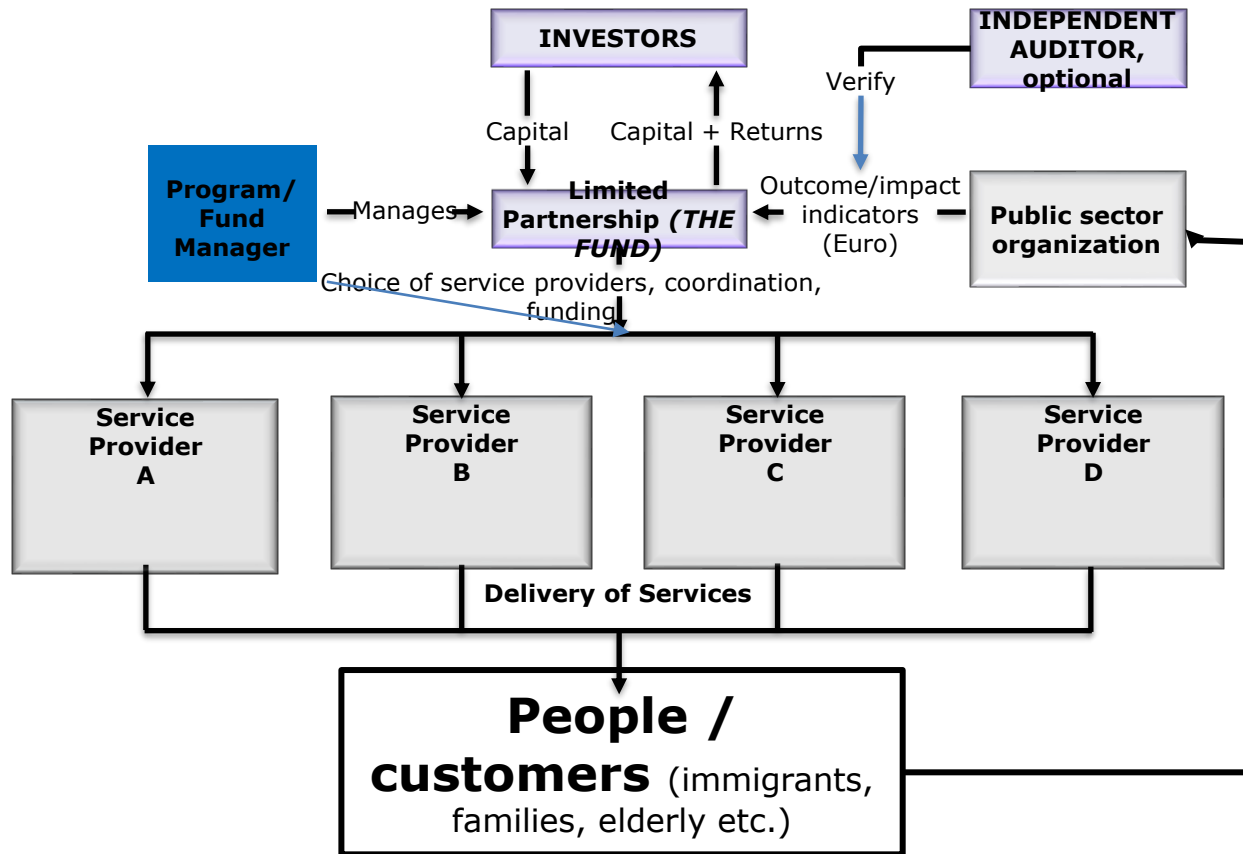 INVESTORS
INDEPENDENT
AUDITOR,
optional
Verify
Capital
Capital + Returns
Program/
Fund
Manager
Manages
Limited
Partnership (THE
FUND)
Outcome/impact
indicators
(Euro)
Public sector
organization
Choice of service providers, coordination,
funding
Service
Provider
A
Service
Provider
B
Service
Provider
C
Service
Provider
D
Delivery of Services
People /
customers (immigrants,
families, elderly etc.)